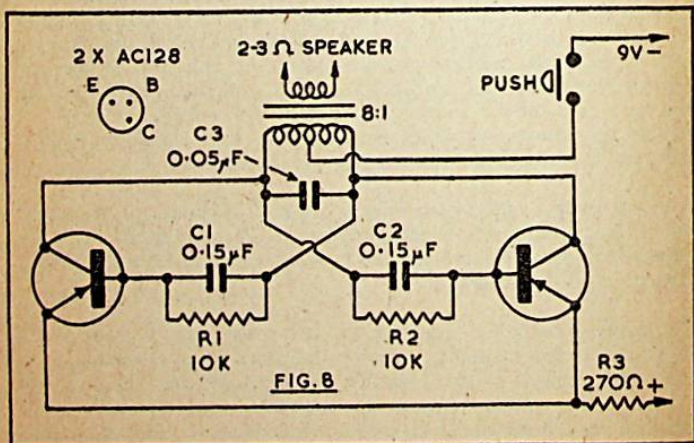 2 X AC128
E B
C
2-3 Ω SPEAKER
8:1
9V-
PUSH
C3
0·05µF
C1
0·15µF
C2
0·15µF
R1
10K
R2
10K
R3
270Ω +
FIG. 8